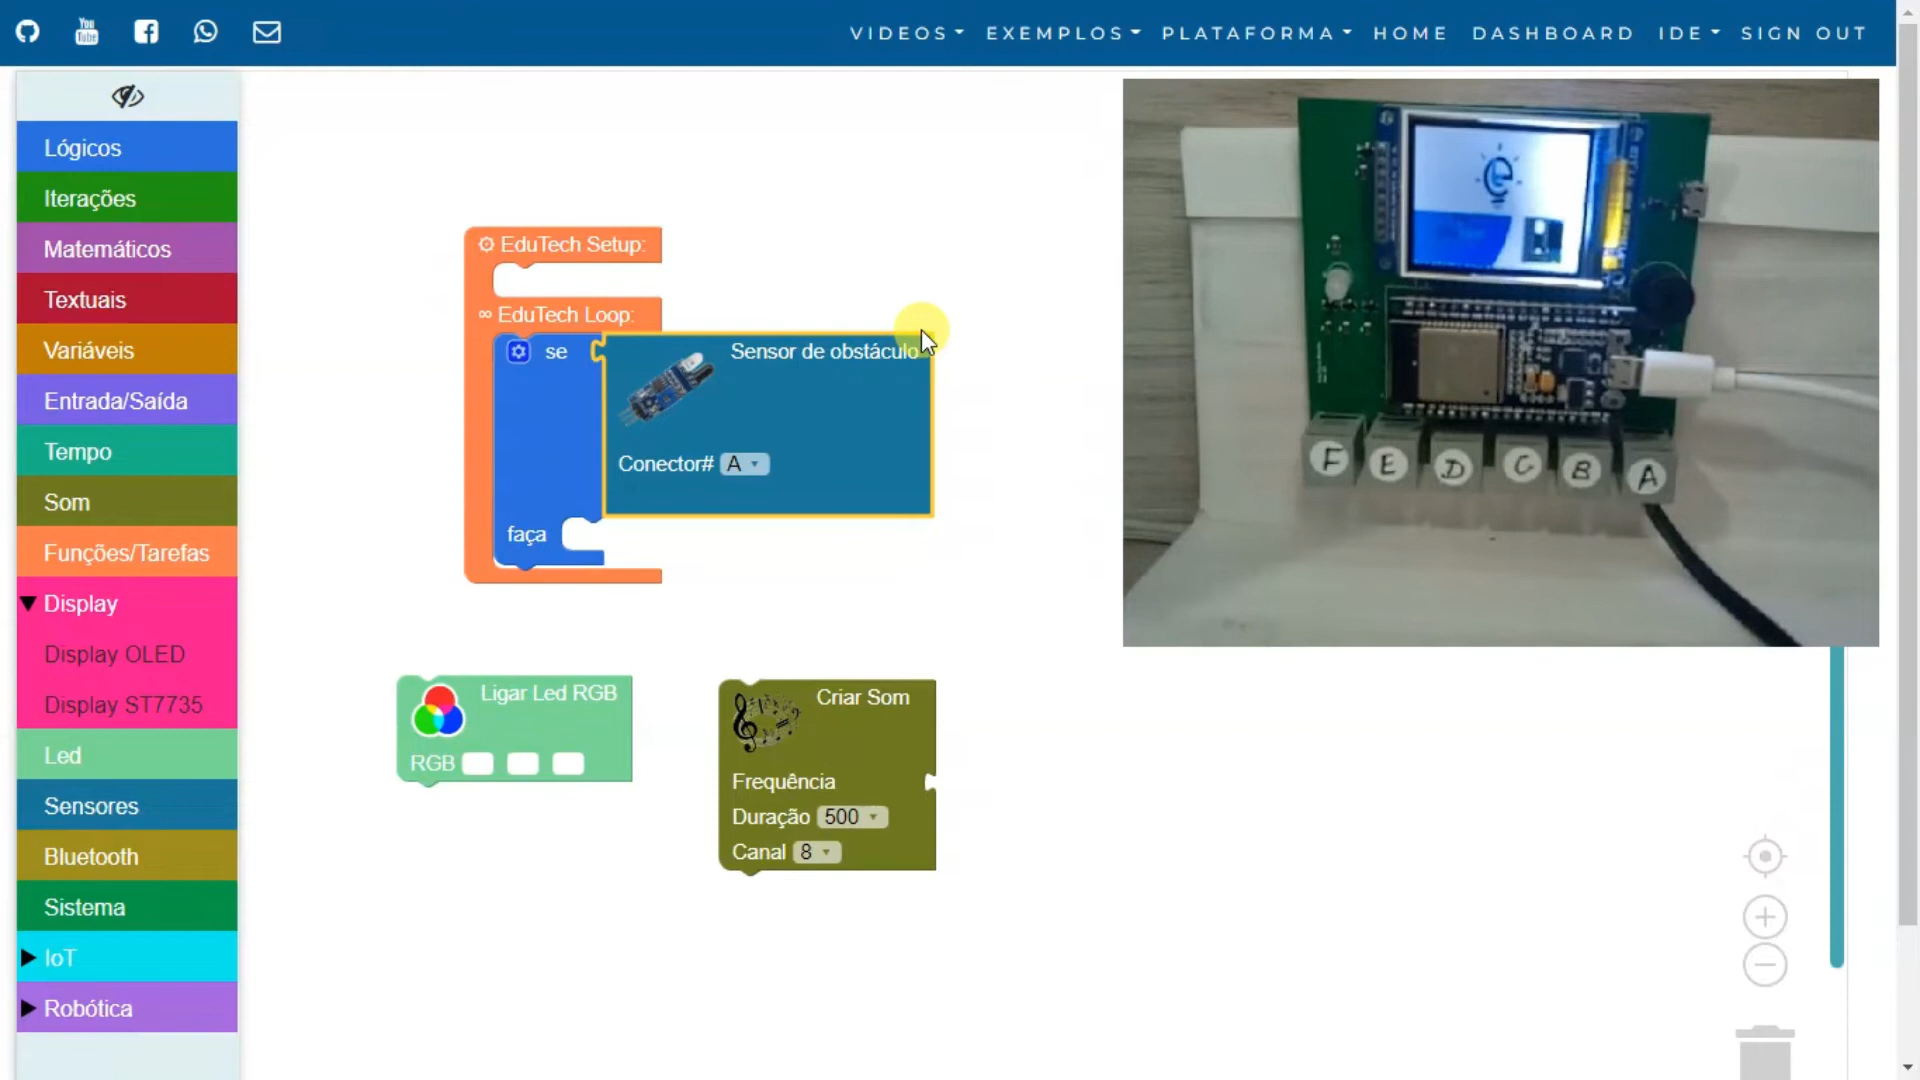 You
Tube
VIDEOS
EXEMPLOS
PLATAFORMA
HOME
DASHBOARD
IDE
SIGN OUT
Lógicos
Iterações
Matemáticos
Textuais
Variáveis
Entrada/Saída
Tempo
Som
Funções/Tarefas
Display
Display OLED
Display ST7735
Led
Sensores
Bluetooth
Sistema
IoT
Robótica
EduTech Setup:
EduTech Loop:
se
Sensor de obstáculo
Conector# A
faça
Ligar Led RGB
RGB
Criar Som
Frequência
Duração 500
Canal 8
F E D C B A